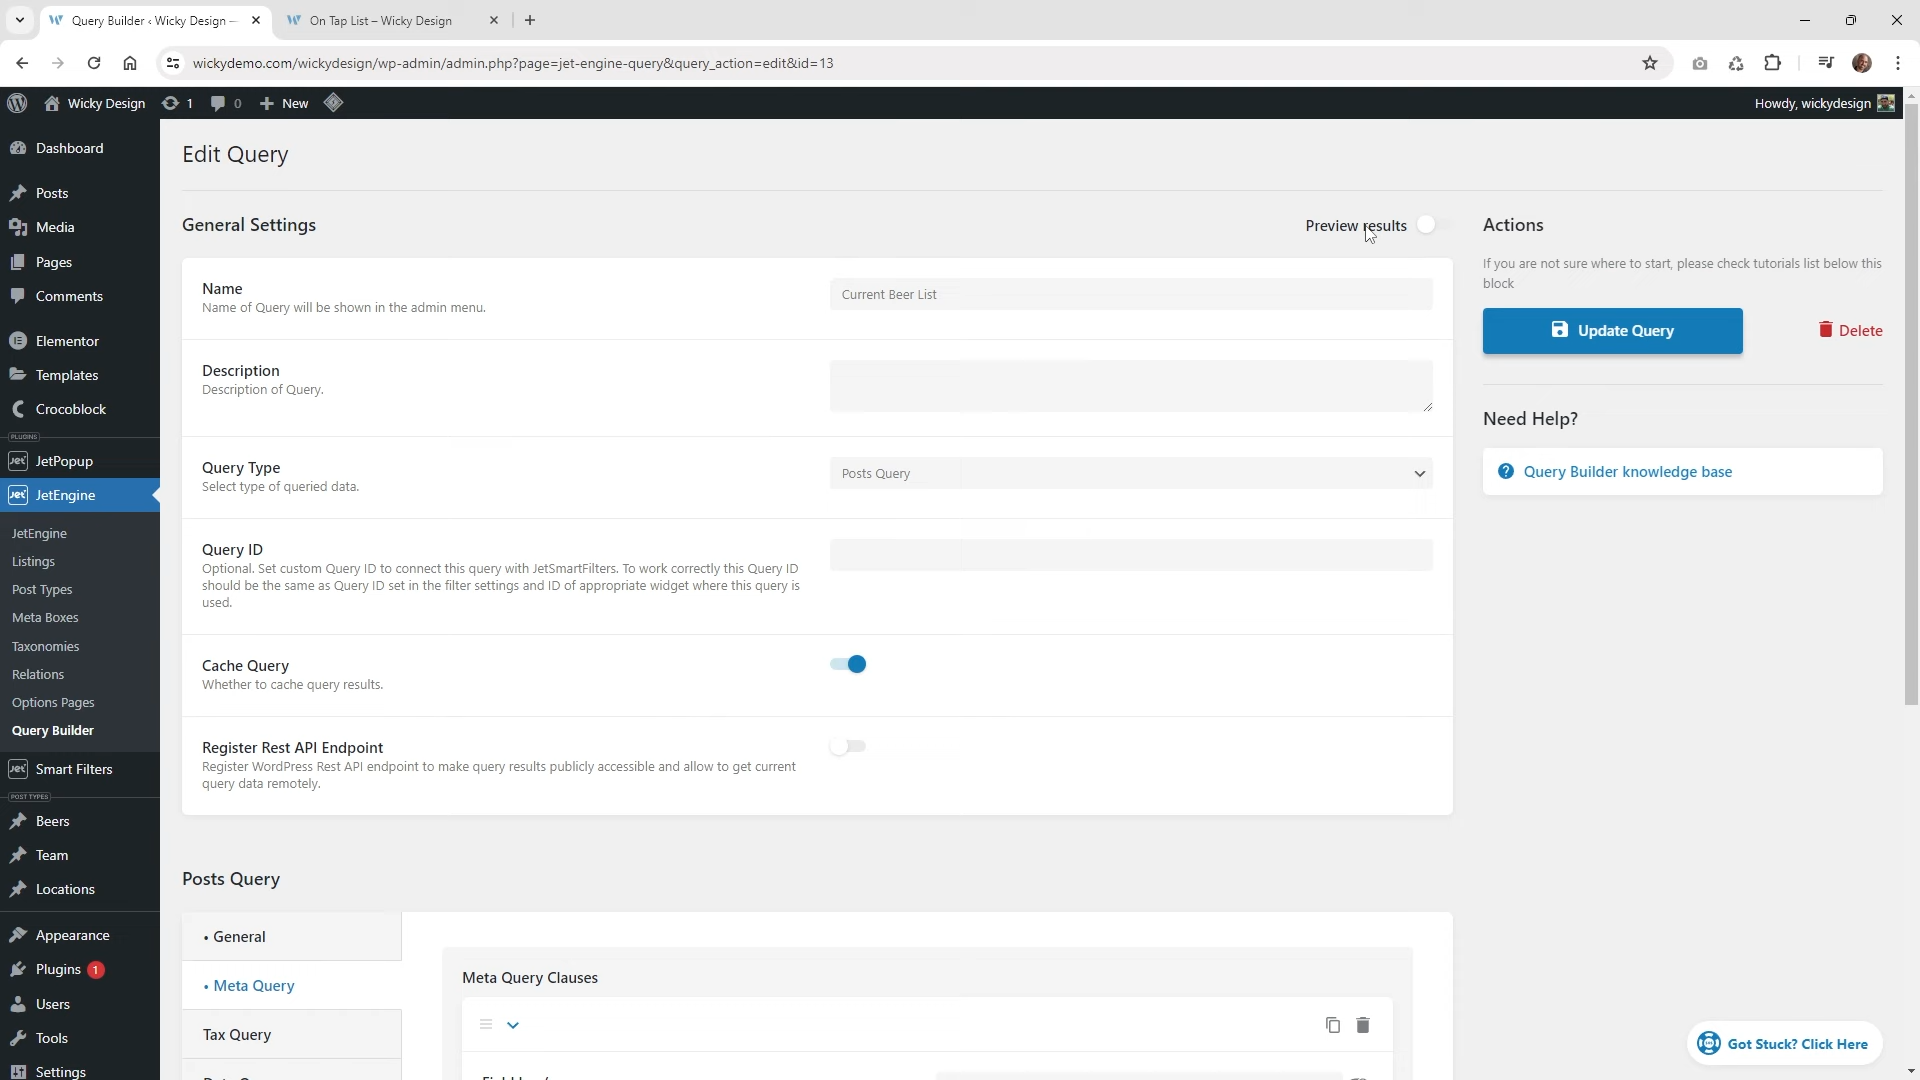 Query Builder ‹ Wicky Design —
On Tap List – Wicky Design
wickydemo.com/wickydesign/wp-admin/admin.php?page=jet-engine-query&query_action=edit&id=13
Wicky Design
1
0
New
Howdy, wickydesign
Dashboard
Posts
Media
Pages
Comments
Elementor
Templates
Crocoblock
PLUGINS
Jet JetPopup
Jet JetEngine
JetEngine
Listings
Post Types
Meta Boxes
Taxonomies
Relations
Options Pages
Query Builder
Jet Smart Filters
POST TYPES
Beers
Team
Locations
Appearance
Plugins 1
Users
Tools
Settings
Edit Query
General Settings
Preview results
Name
Name of Query will be shown in the admin menu.
Current Beer List
Description
Description of Query.
Query Type
Select type of queried data.
Posts Query
Query ID
Optional. Set custom Query ID to connect this query with JetSmartFilters. To work correctly this Query ID
should be the same as Query ID set in the filter settings and ID of appropriate widget where this query is
used.
Cache Query
Whether to cache query results.
Register Rest API Endpoint
Register WordPress Rest API endpoint to make query results publicly accessible and allow to get current
query data remotely.
Posts Query
• General
• Meta Query
Tax Query
Meta Query Clauses
Actions
If you are not sure where to start, please check tutorials list below this
block
Update Query
Delete
Need Help?
Query Builder knowledge base
Got Stuck? Click Here